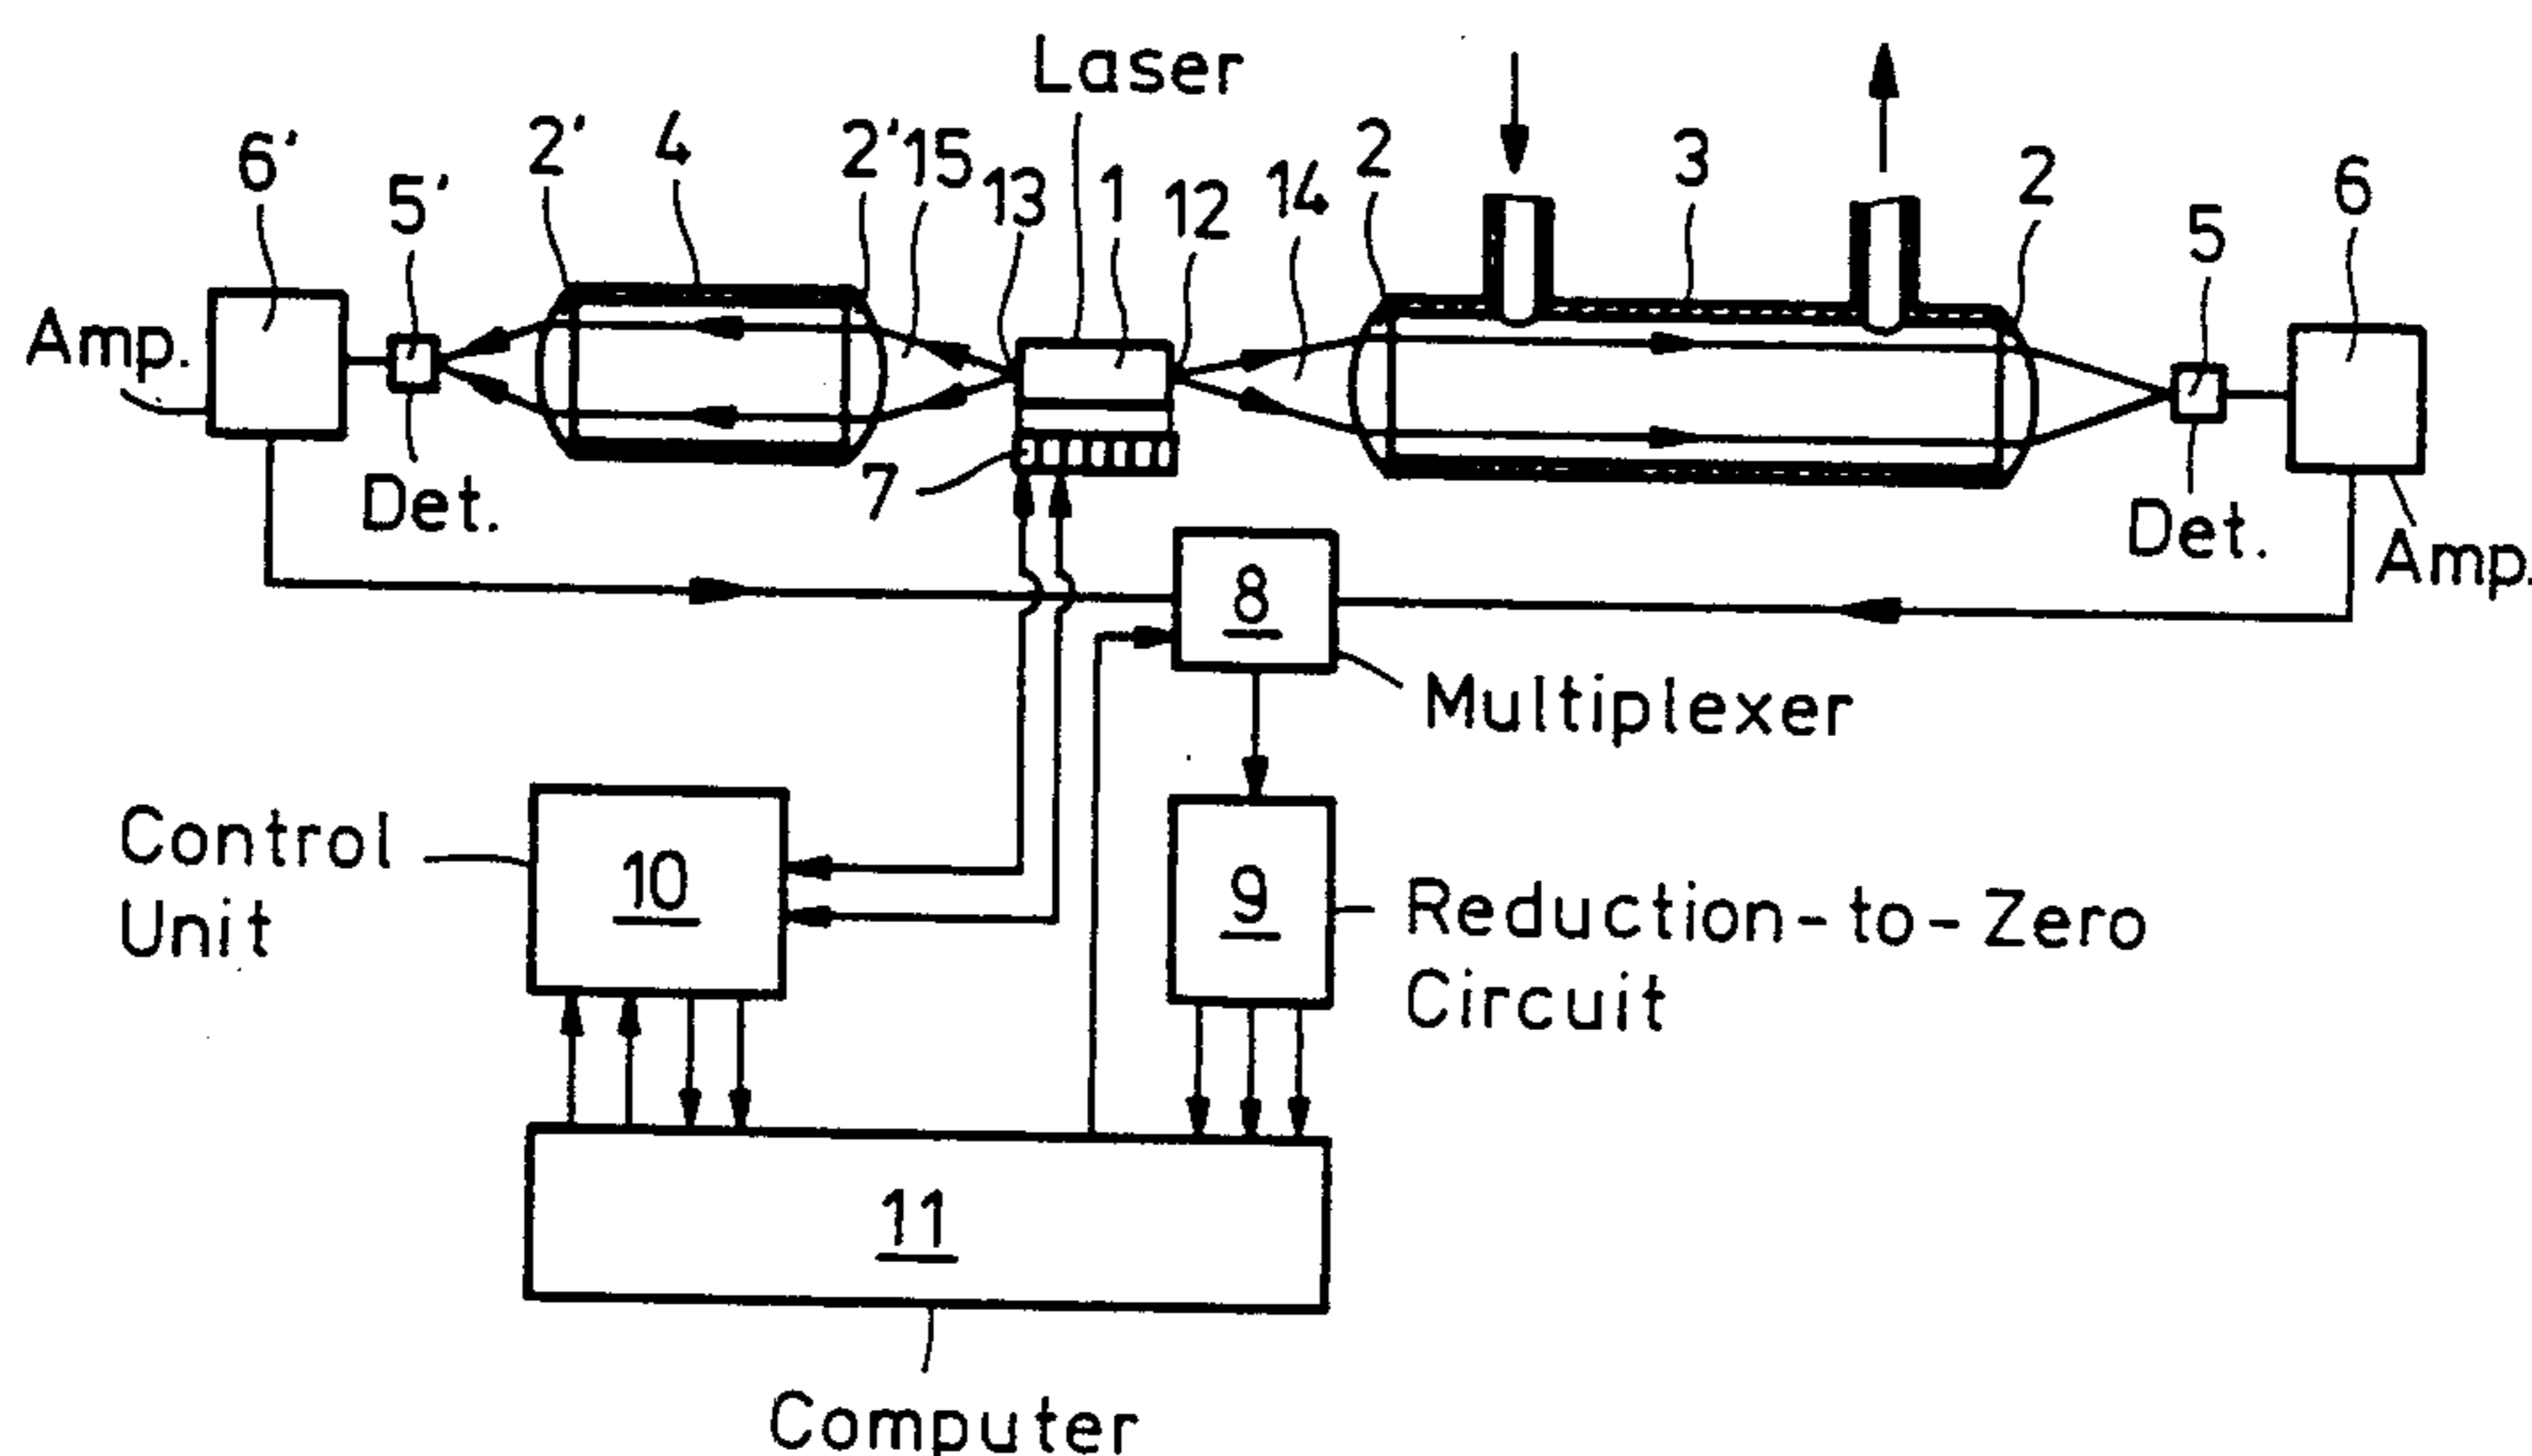 Laser
6'
5'
2'
4
2'
15
13
1
12
14
2
3
2
5
6
Amp.
Det.
7
Det.
Amp.
8
Multiplexer
Control
Unit
10
9
Reduction-to-Zero
Circuit
11
Computer